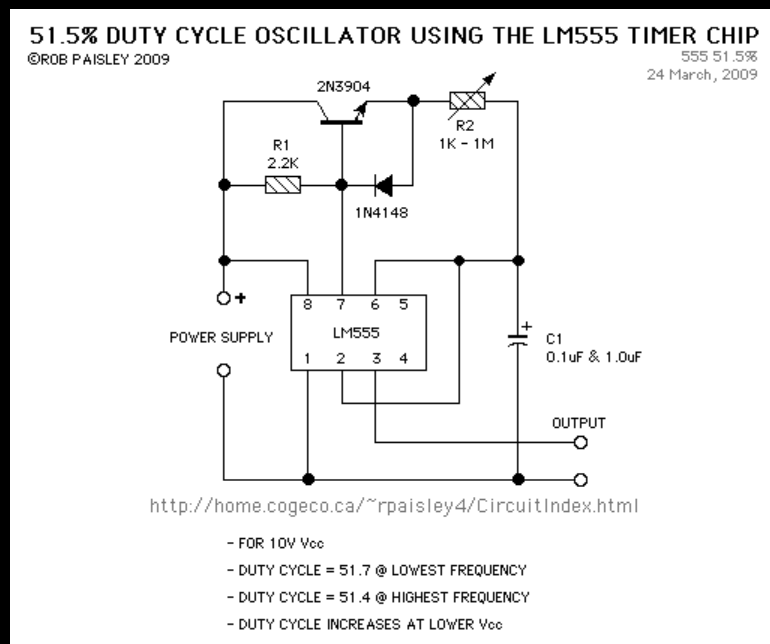 51.5% DUTY CYCLE OSCILLATOR USING THE LM555 TIMER CHIP
©ROB PAISLEY 2009
555 51.5%
24 March, 2009
2N3904
R2
1K - 1M
R1
2.2K
1N4148
+
8 7 6 5
POWER SUPPLY
LM555
1 2 3 4
+
C1
0.1uF & 1.0uF
OUTPUT
http://home.cogeco.ca/~rpaisley4/CircuitIndex.html
- FOR 10V Vcc
- DUTY CYCLE = 51.7 @ LOWEST FREQUENCY
- DUTY CYCLE = 51.4 @ HIGHEST FREQUENCY
- DUTY CYCLE INCREASES AT LOWER Vcc